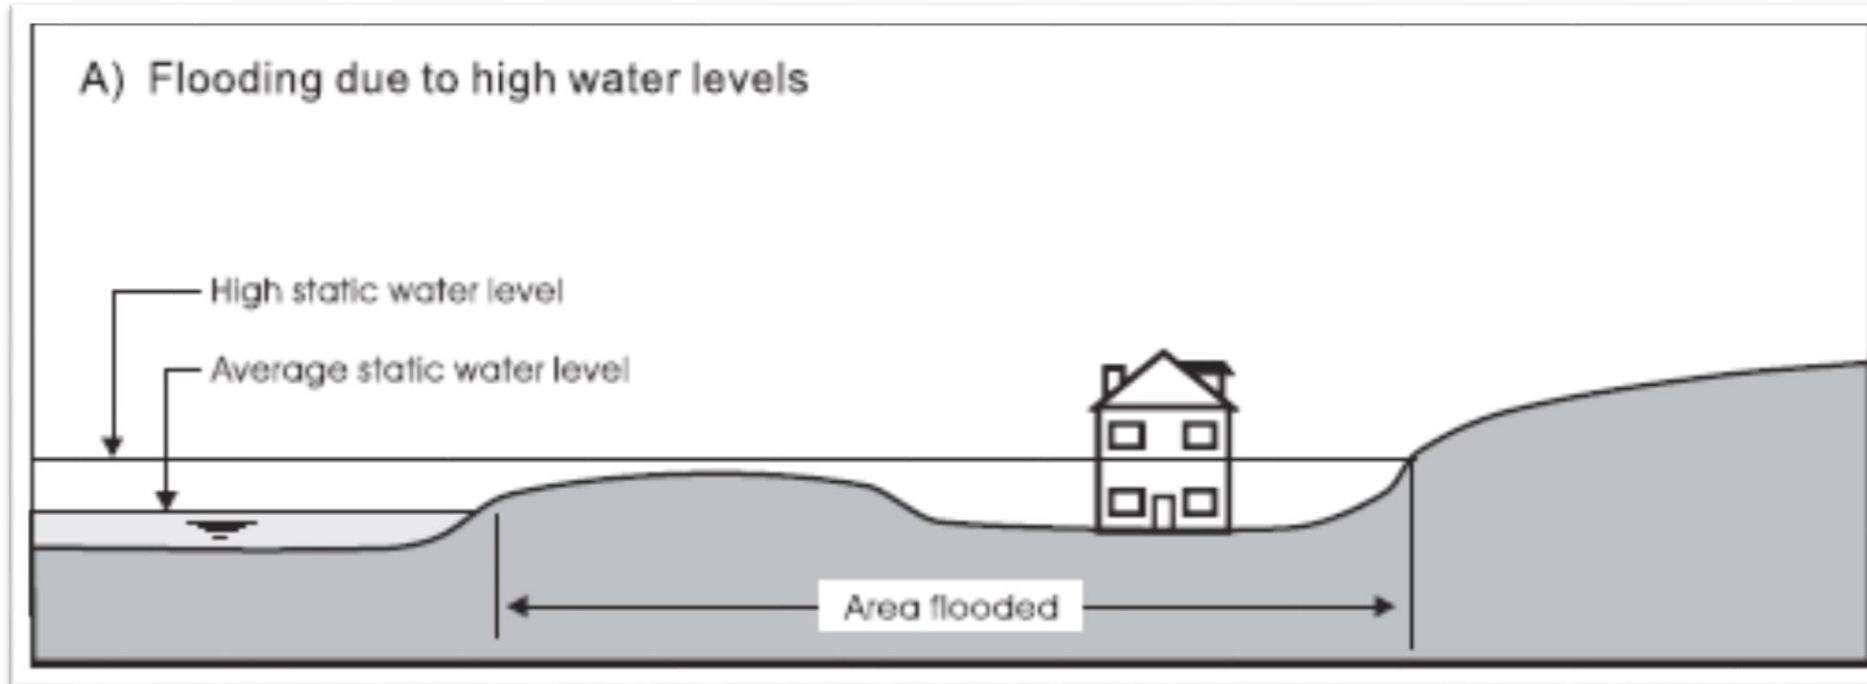 A) Flooding due to high water levels
High static water level
Average static water level
Area flooded